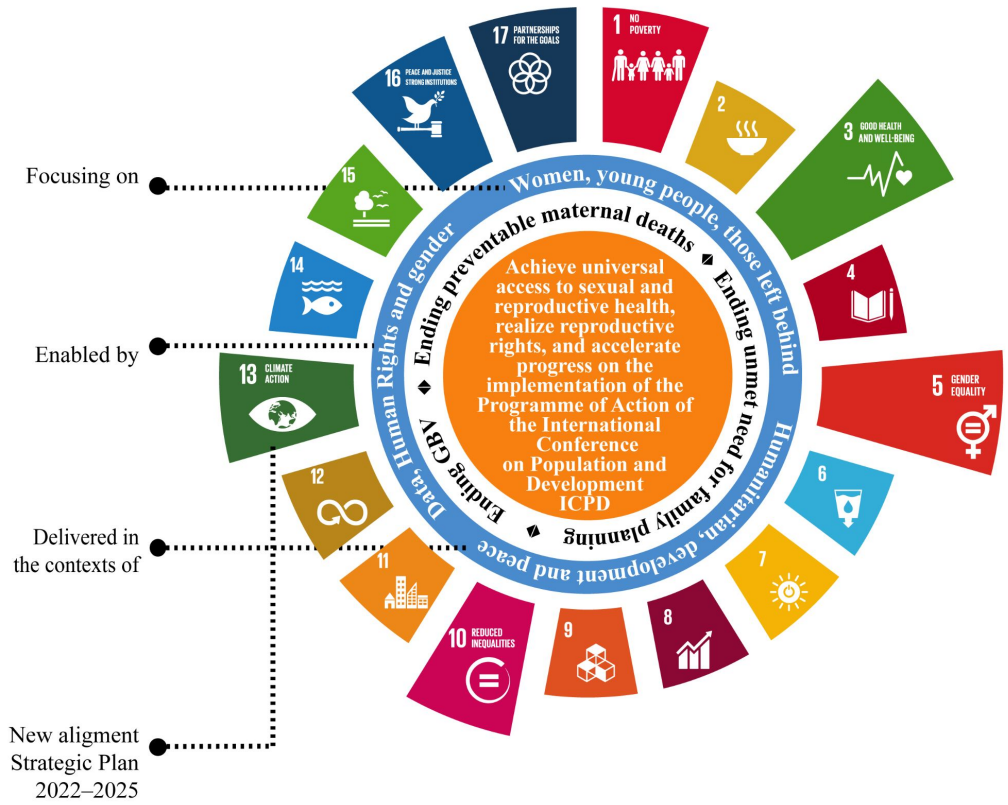 Focusing on
Enabled by
Delivered in
the contexts of
New aligment
Strategic Plan
2022–2025
1 NO
POVERTY
2
3 GOOD HEALTH
AND WELL-BEING
4
5 GENDER
EQUALITY
6
7
8
9
10 REDUCED
INEQUALITIES
11
12
13 CLIMATE
ACTION
14
15
16 PEACE AND JUSTICE
STRONG INSTITUTIONS
17 PARTNERSHIPS
FOR THE GOALS
Women, young people, those left behind
Humanitarian, development and peace
Data, Human Rights and gender
Ending preventable maternal deaths
Ending unmet need for family planning
Ending GBV
Achieve universal
access to sexual and
reproductive health,
realize reproductive
rights, and accelerate
progress on the
implementation of the
Programme of Action of
the International
Conference
on Population and
Development
ICPD